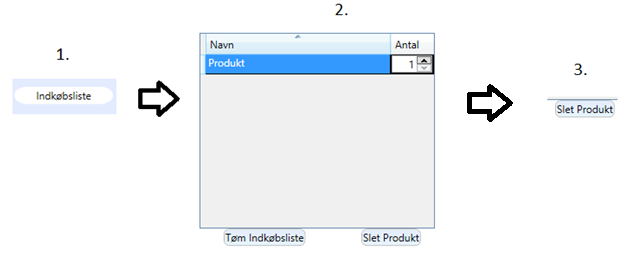 1.
Indkøbsliste
2.
Navn Antal
Produkt 1
Tøm Indkøbsliste Slet Produkt
3.
Slet Produkt